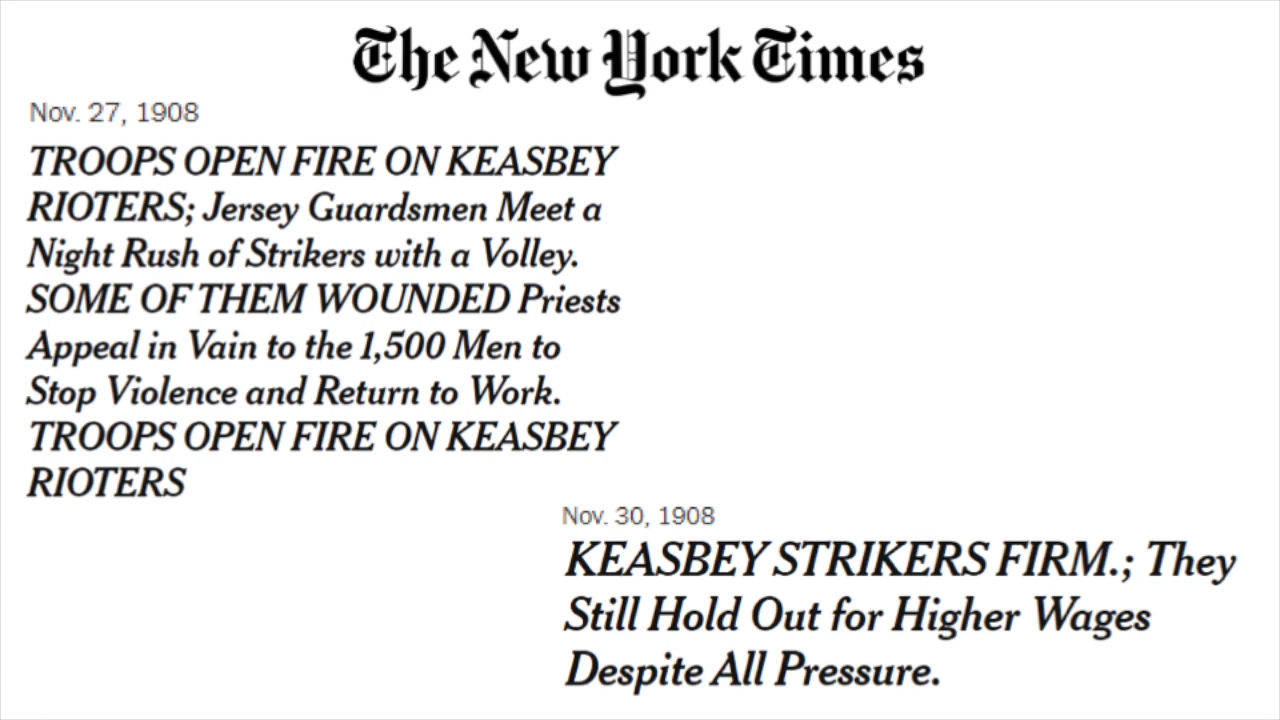 The New York Times
Nov. 27, 1908
TROOPS OPEN FIRE ON KEASBEY
RIOTERS; Jersey Guardsmen Meet a
Night Rush of Strikers with a Volley.
SOME OF THEM WOUNDED Priests
Appeal in Vain to the 1,500 Men to
Stop Violence and Return to Work.
TROOPS OPEN FIRE ON KEASBEY
RIOTERS
Nov. 30, 1908
KEASBEY STRIKERS FIRM.; They
Still Hold Out for Higher Wages
Despite All Pressure.